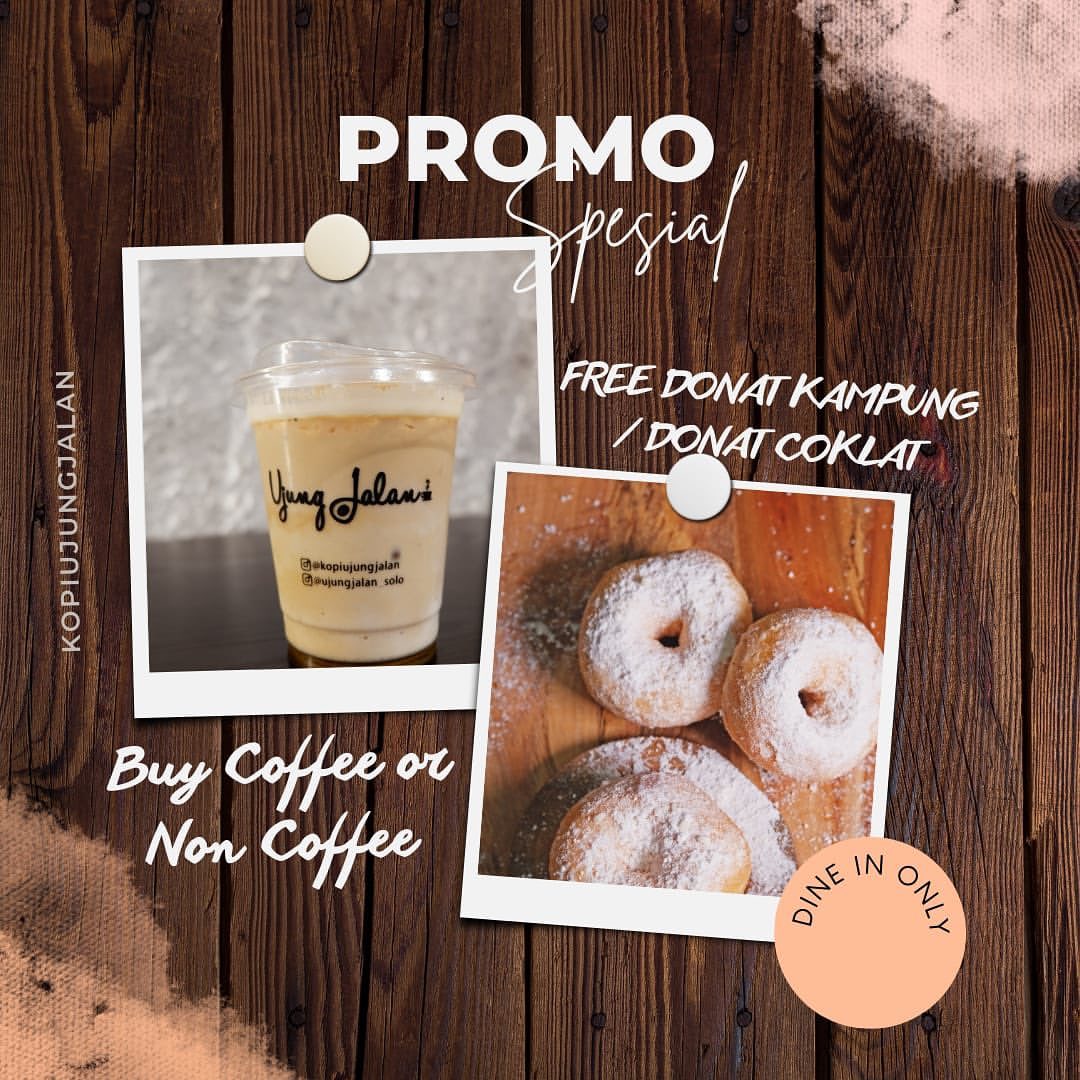 PROMO
Spesial
KOPIUJUNGJALAN
FREE DONAT KAMPUNG
/ DONAT COKLAT
Ujung Jalan
@kopiujungjalan
@ujungjalan_solo
Buy Coffee or
Non Coffee
DINE IN ONLY